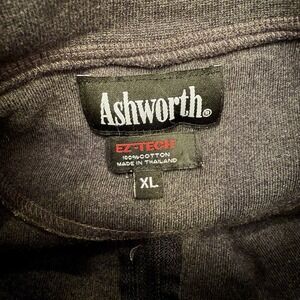 Ashworth®
EZ-TECH
100% COTTON
MADE IN THAILAND
XL